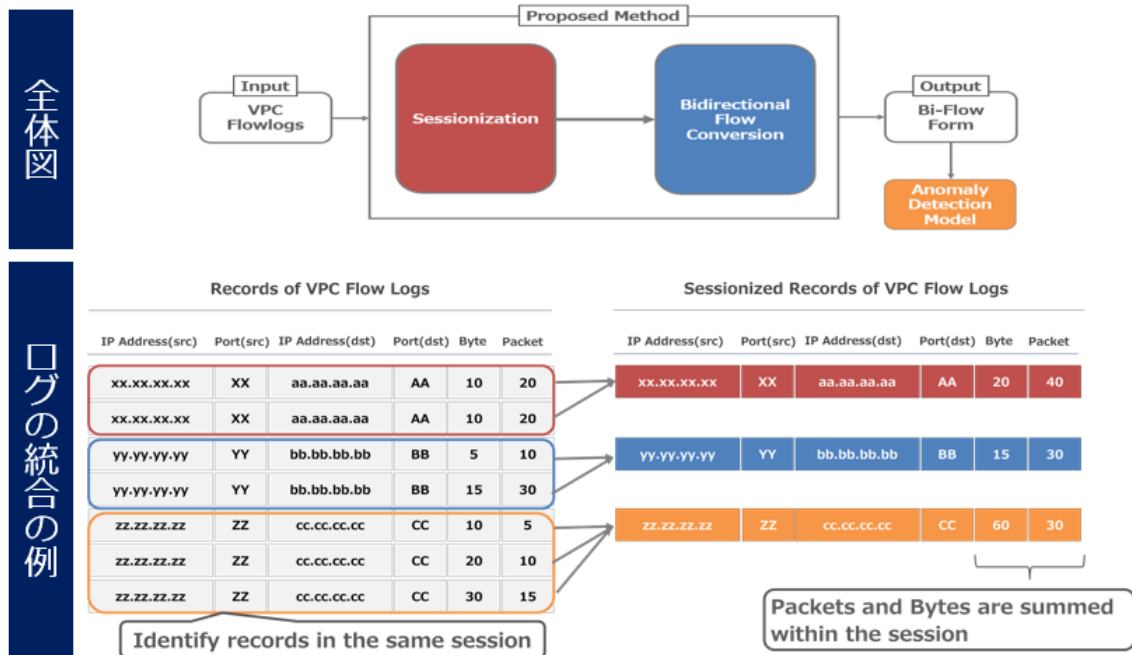 全体図
Proposed Method
Input
VPC
Flowlogs
Sessionization
Bidirectional
Flow
Conversion
Output
Bi-Flow
Form
Anomaly
Detection
Model
ログの統合の例
Records of VPC Flow Logs
IP Address(src) Port(src) IP Address(dst) Port(dst) Byte Packet
xx.xx.xx.xx XX aa.aa.aa.aa AA 10 20
xx.xx.xx.xx XX aa.aa.aa.aa AA 10 20
yy.yy.yy.yy YY bb.bb.bb.bb BB 5 10
yy.yy.yy.yy YY bb.bb.bb.bb BB 15 30
zz.zz.zz.zz ZZ cc.cc.cc.cc CC 10 5
zz.zz.zz.zz ZZ cc.cc.cc.cc CC 20 10
zz.zz.zz.zz ZZ cc.cc.cc.cc CC 30 15
Identify records in the same session
Sessionized Records of VPC Flow Logs
IP Address(src) Port(src) IP Address(dst) Port(dst) Byte Packet
xx.xx.xx.xx XX aa.aa.aa.aa AA 20 40
yy.yy.yy.yy YY bb.bb.bb.bb BB 15 30
zz.zz.zz.zz ZZ cc.cc.cc.cc CC 60 30
Packets and Bytes are summed
within the session